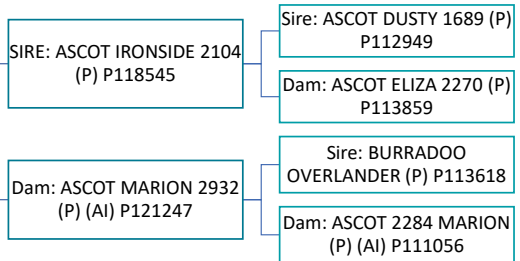 Sire: ASCOT DUSTY 1689 (P)
P112949
SIRE: ASCOT IRONSIDE 2104
(P) P118545
Dam: ASCOT ELIZA 2270 (P)
P113859
Sire: BURRADOO
OVERLANDER (P) P113618
Dam: ASCOT MARION 2932
(P) (AI) P121247
Dam: ASCOT 2284 MARION
(P) (AI) P111056